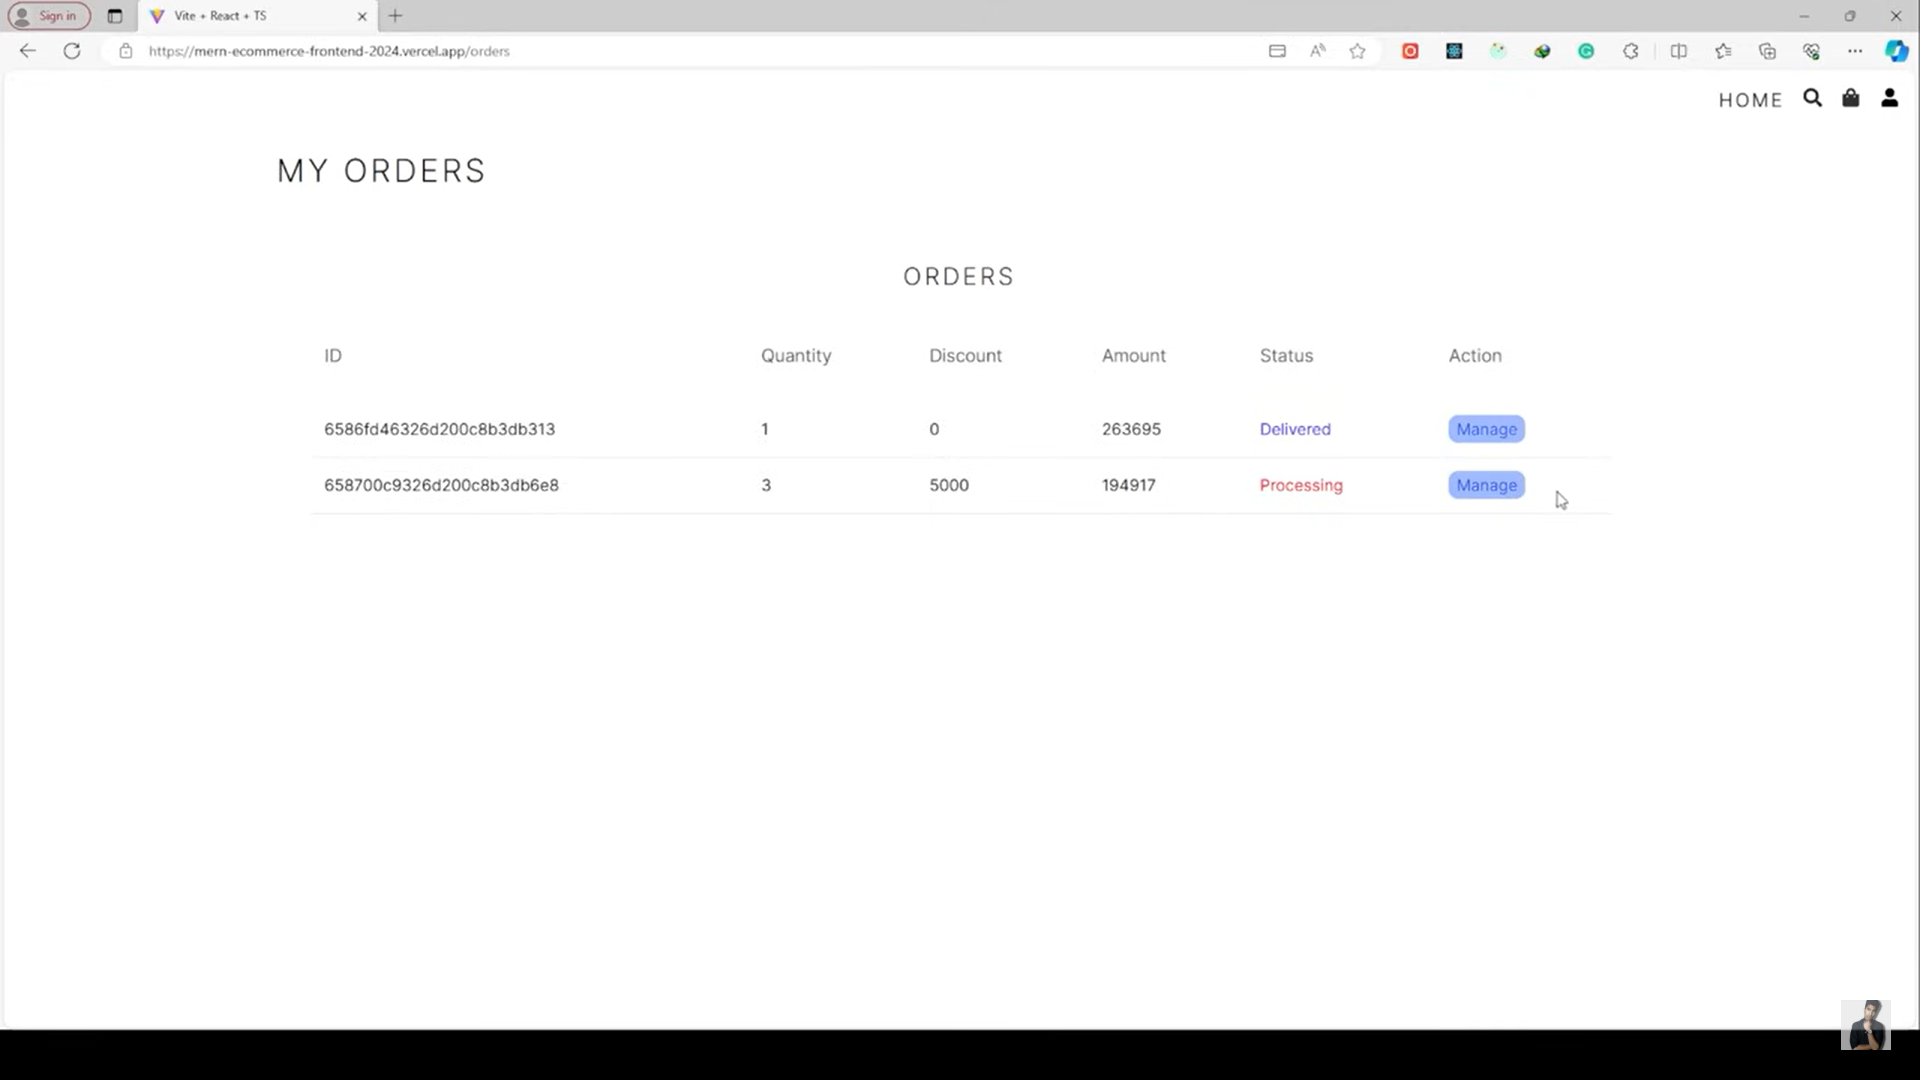 Sign in
Vite + React + TS
https://mern-ecommerce-frontend-2024.vercel.app/orders
HOME
MY ORDERS
ORDERS
ID Quantity Discount Amount Status Action
6586fd46326d200c8b3db313 1 0 263695 Delivered Manage
658700c9326d200c8b3db6e8 3 5000 194917 Processing Manage